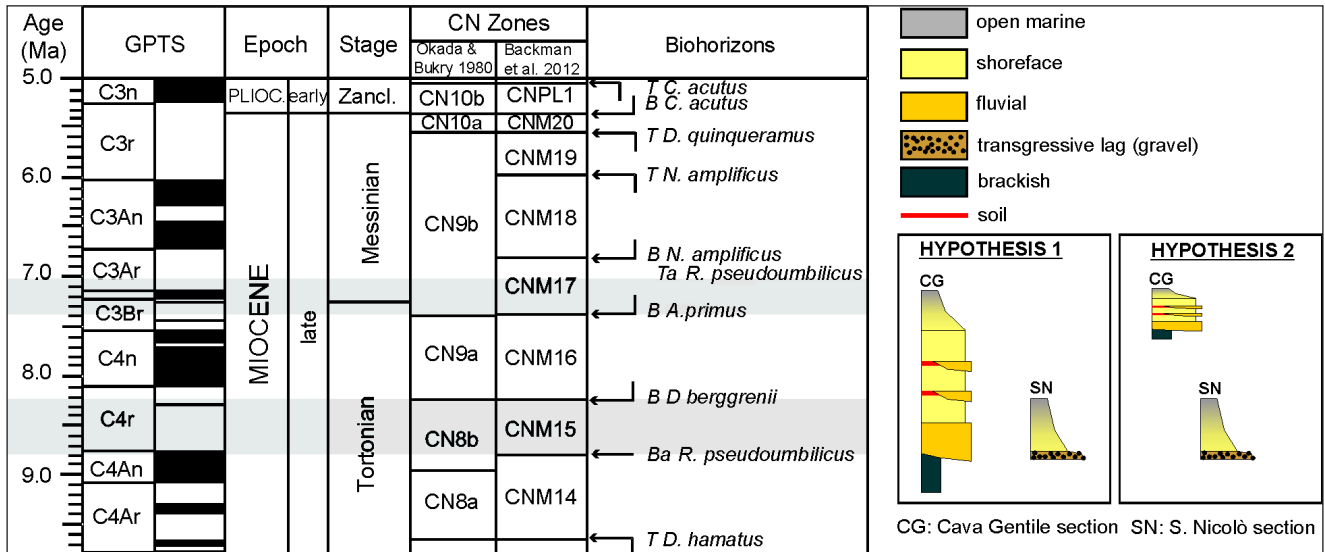 Age (Ma)
GPTS
Epoch
Stage
CN Zones
Okada & Bukry 1980
Backman et al. 2012
Biohorizons
5.0
6.0
7.0
8.0
9.0
C3n
C3r
C3An
C3Ar
C3Br
C4n
C4r
C4An
C4Ar
PLIOC.
early
MIOCENE
late
Zancl.
Messinian
Tortonian
CN10b
CN10a
CN9b
CN9a
CN8b
CN8a
CNPL1
CNM20
CNM19
CNM18
CNM17
CNM16
CNM15
CNM14
T C. acutus
B C. acutus
T D. quinqueramus
T N. amplificus
B N. amplificus
Ta R. pseudoumbilicus
B A.primus
B D berggrenii
Ba R. pseudoumbilicus
T D. hamatus
open marine
shoreface
fluvial
transgressive lag (gravel)
brackish
soil
HYPOTHESIS 1
CG
SN
HYPOTHESIS 2
CG
SN
CG: Cava Gentile section SN: S. Nicolò section